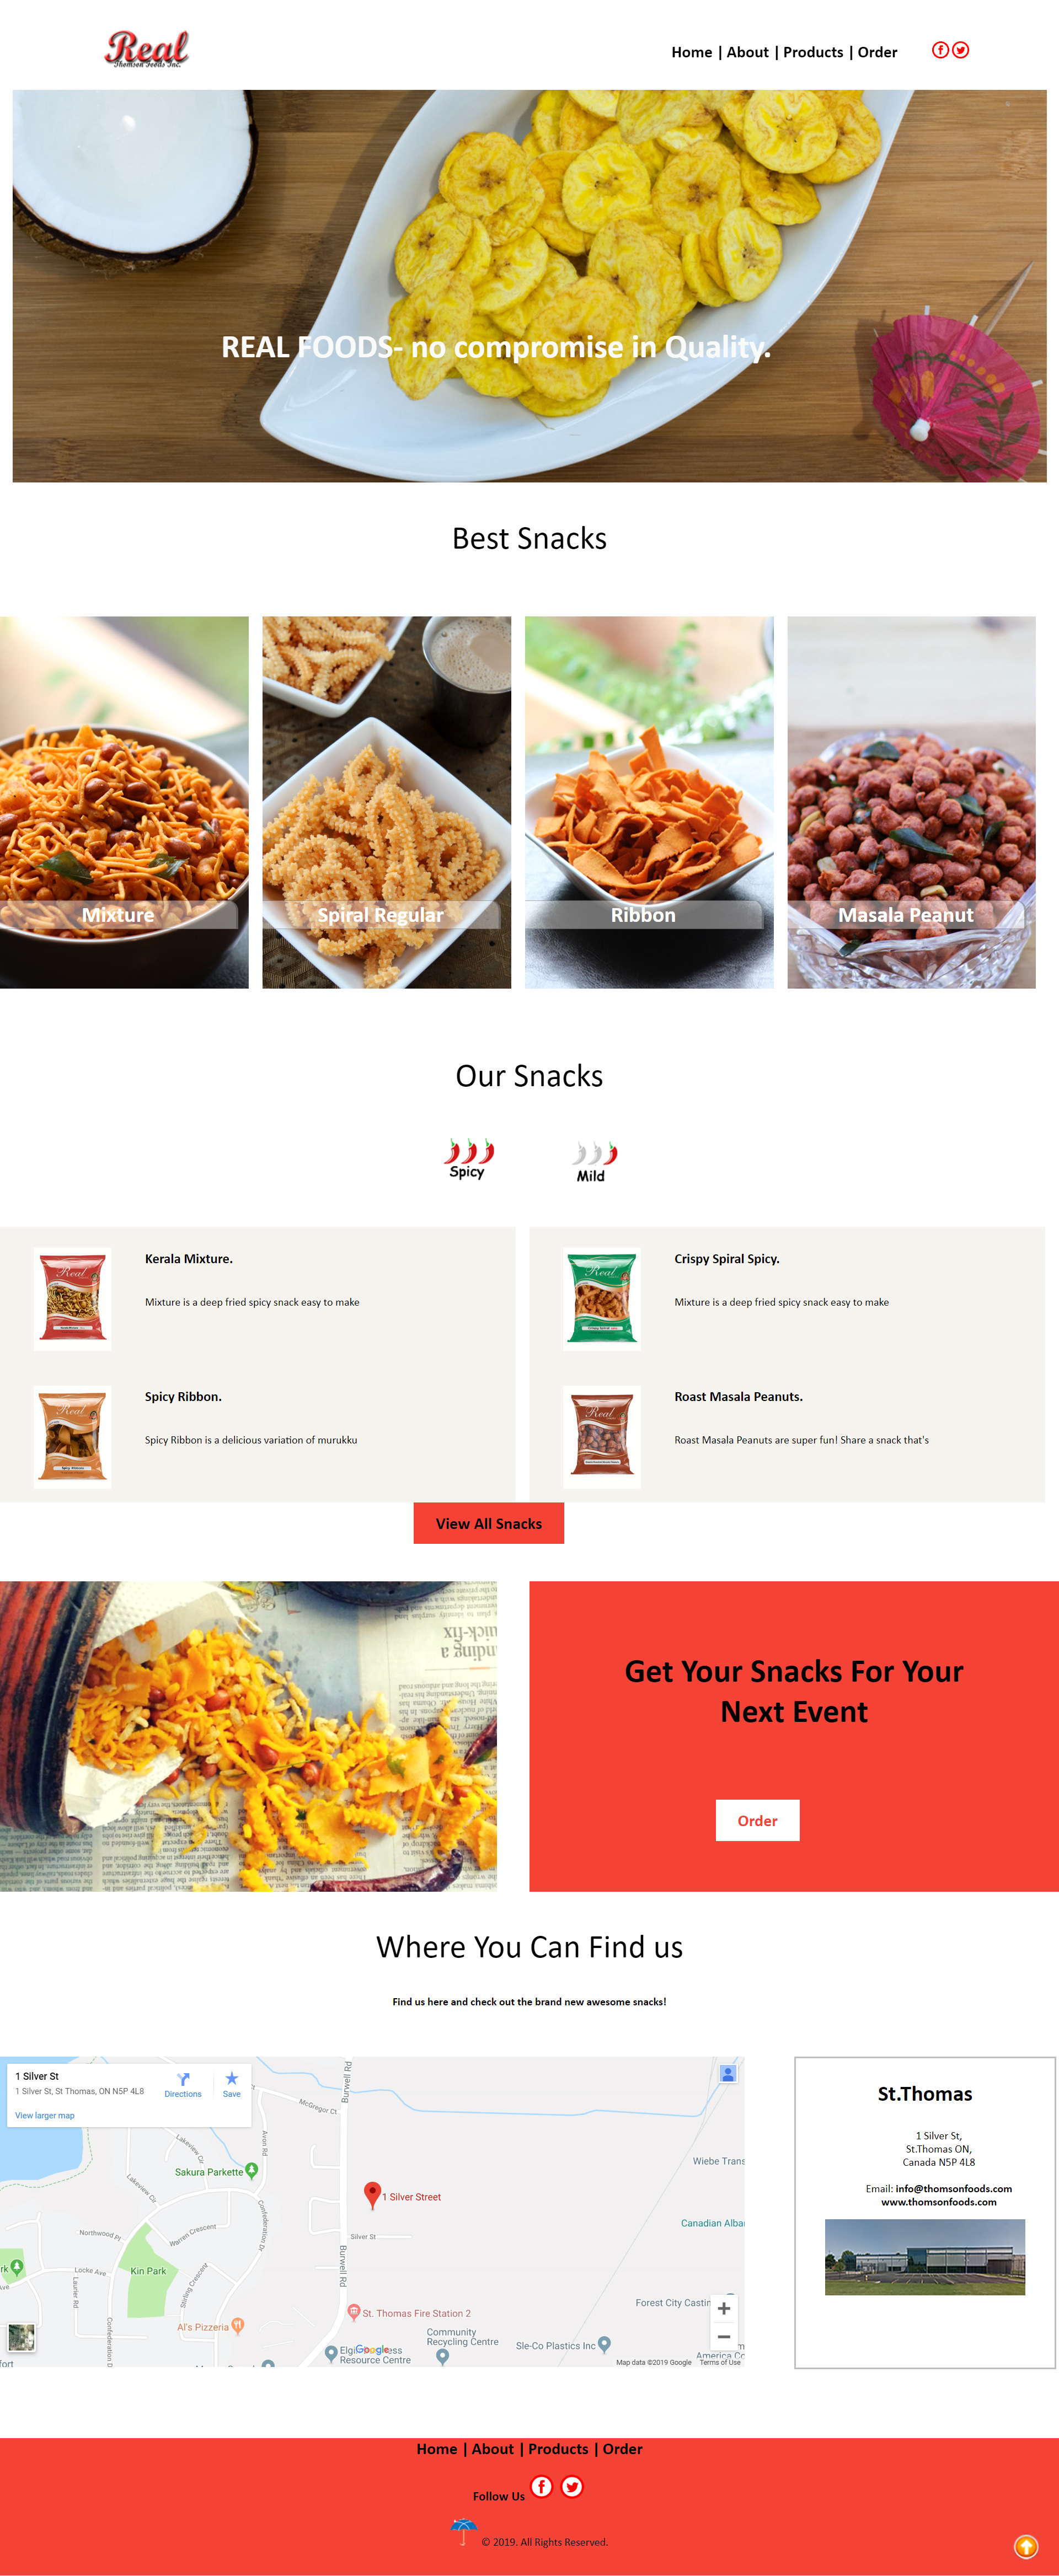 Real
Thomson Foods Inc.
Home | About | Products | Order
REAL FOODS- no compromise in Quality.
Best Snacks
Mixture
Spiral Regular
Ribbon
Masala Peanut
Our Snacks
Spicy
Mild
Kerala Mixture.
Mixture is a deep fried spicy snack easy to make
Crispy Spiral Spicy.
Mixture is a deep fried spicy snack easy to make
Real
Real
Spicy Ribbon.
Spicy Ribbon is a delicious variation of murukku
Roast Masala Peanuts.
Roast Masala Peanuts are super fun! Share a snack that's
Real
Real
View All Snacks
Get Your Snacks For Your
Next Event
Order
Where You Can Find us
Find us here and check out the brand new awesome snacks!
1 Silver St
1 Silver St, St Thomas, ON N5P 4L8
Directions
Save
View larger map
McGregor Ct
Burwell Rd
Avon Rd
Lakeview Cir
Sakura Parkette
Lakeview Cir
Wiebe Trans
1 Silver Street
Canadian Alba
Northwood Pl
Warren Crescent
Confederation Dr
Silver St
Kin Park
Locke Ave
Laurier Rd
Stirling Crescent
Burwell Rd
Forest City Castin
St. Thomas Fire Station 2
Al's Pizzeria
Confederation Dr
Community
Recycling Centre
Sle-Co Plastics Inc
Google
Resource Centre
America Co
Map data ©2019 Google
Terms of Use
St.Thomas
1 Silver St,
St.Thomas ON,
Canada N5P 4L8
Email: info@thomsonfoods.com
www.thomsonfoods.com
Home | About | Products | Order
Follow Us
© 2019. All Rights Reserved.